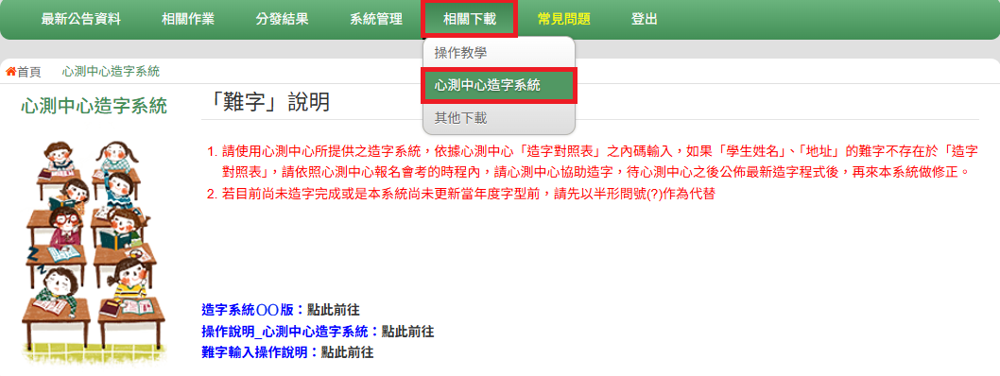 最新公告資料 相關作業 分發結果 系統管理 相關下載 常見問題 登出
操作教學
心測中心造字系統
其他下載
首頁 心測中心造字系統
心測中心造字系統
「難字」說明
1. 請使用心測中心所提供之造字系統，依據心測中心「造字對照表」之內碼輸入，如果「學生姓名」、「地址」的難字不存在於「造字
對照表」，請依照心測中心報名會考的時程內，請心測中心協助造字，待心測中心之後公佈最新造字程式後，再來本系統做修正。
2. 若目前尚未造字完成或是本系統尚未更新當年度字型前，請先以半形問號(?)作為代替
造字系統○○版：點此前往
操作說明_心測中心造字系統：點此前往
難字輸入操作說明：點此前往